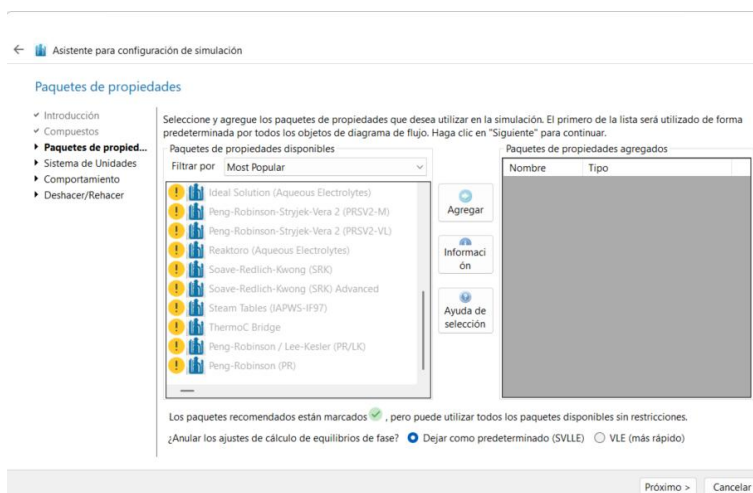 Asistente para configuración de simulación
Paquetes de propiedades
Introducción
Compuestos
Paquetes de propied...
Sistema de Unidades
Comportamiento
Deshacer/Rehacer
Seleccione y agregue los paquetes de propiedades que desea utilizar en la simulación. El primero de la lista será utilizado de forma
predeterminada por todos los objetos de diagrama de flujo. Haga clic en "Siguiente" para continuar.
Paquetes de propiedades disponibles
Filtrar por Most Popular
Ideal Solution (Aqueous Electrolytes)
Peng-Robinson-Stryjek-Vera 2 (PRSV2-M)
Peng-Robinson-Stryjek-Vera 2 (PRSV2-VL)
Reaktoro (Aqueous Electrolytes)
Soave-Redlich-Kwong (SRK)
Soave-Redlich-Kwong (SRK) Advanced
Steam Tables (IAPWS-IF97)
ThermoC Bridge
Peng-Robinson / Lee-Kesler (PR/LK)
Peng-Robinson (PR)
Agregar
Informaci
ón
Ayuda de
selección
Paquetes de propiedades agregados
Nombre Tipo
Los paquetes recomendados están marcados , pero puede utilizar todos los paquetes disponibles sin restricciones.
¿Anular los ajustes de cálculo de equilibrios de fase? Dejar como predeterminado (SVLLE) VLE (más rápido)
Próximo > Cancelar